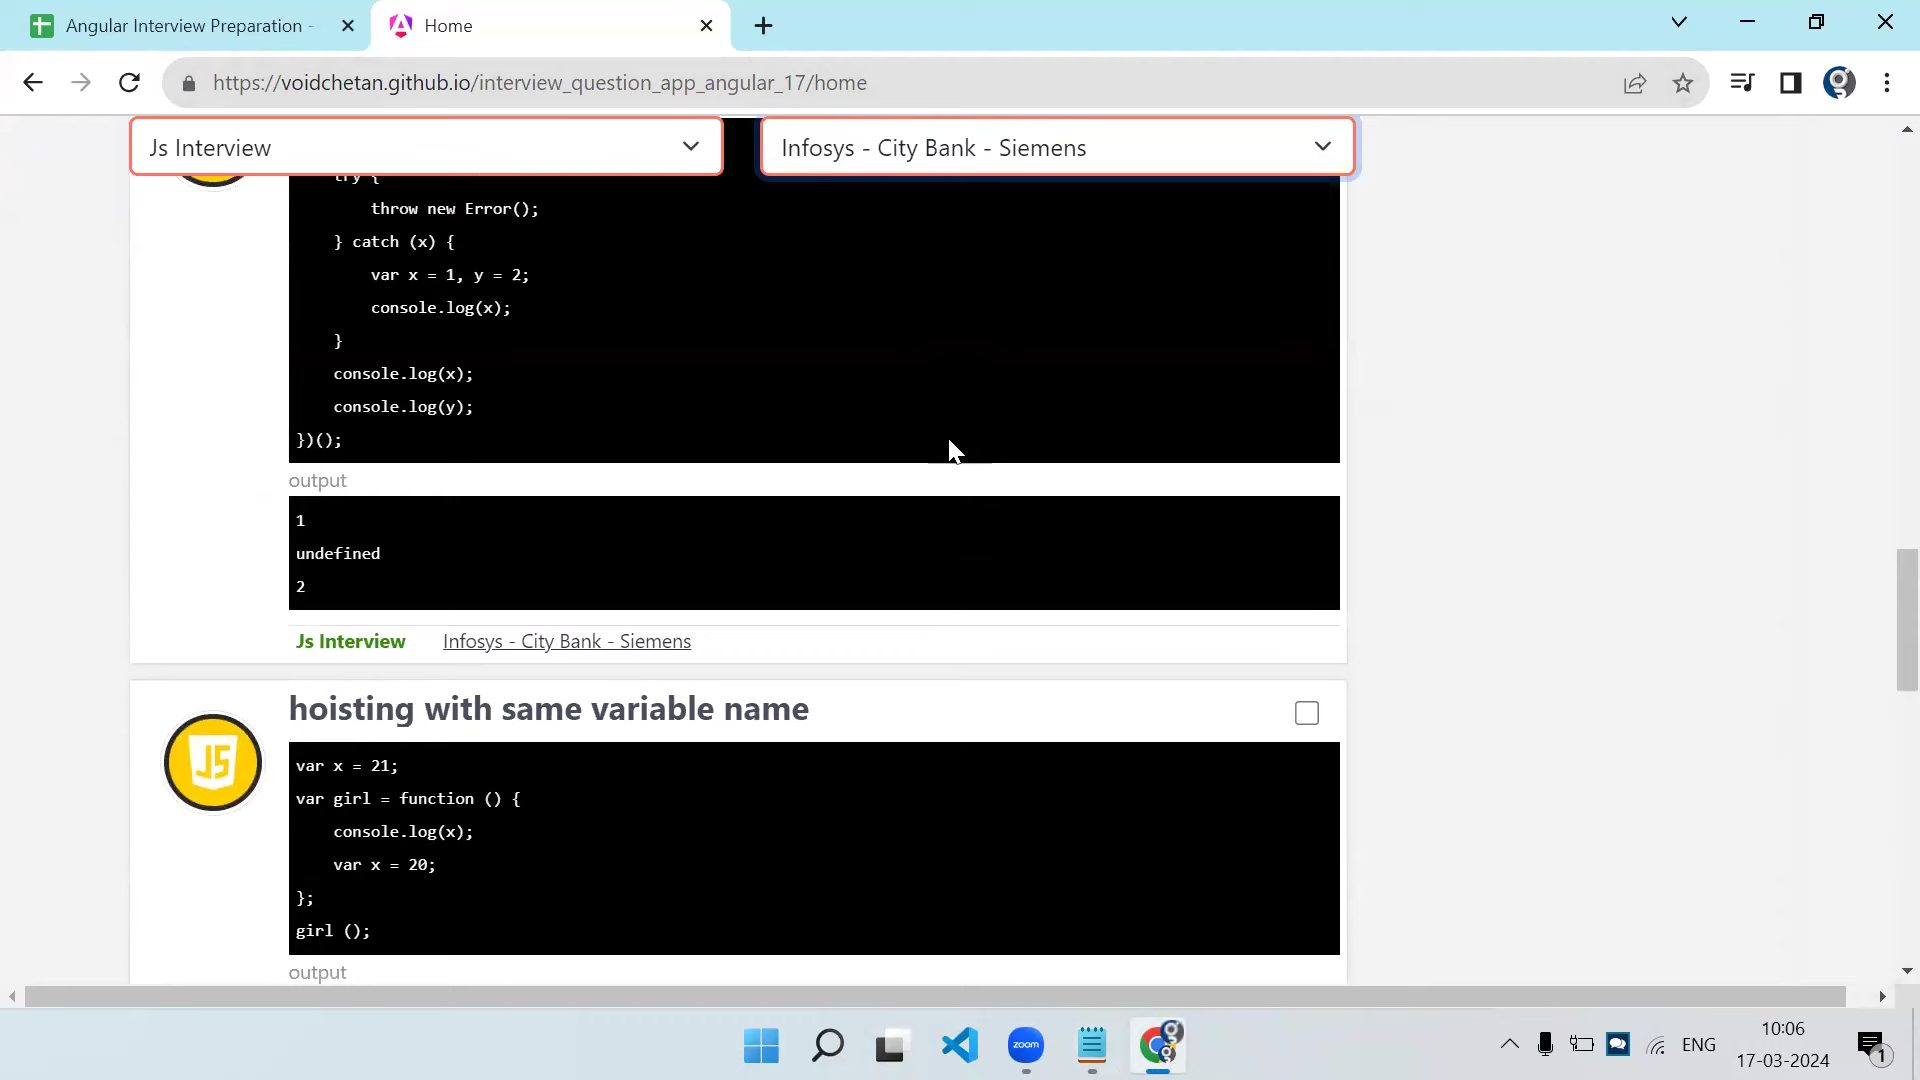 Angular Interview Preparation -
Home
https://voidchetan.github.io/interview_question_app_angular_17/home
Js Interview
Infosys - City Bank - Siemens
try {
throw new Error();
} catch (x) {
var x = 1, y = 2;
console.log(x);
}
console.log(x);
console.log(y);
})();
output
1
undefined
2
Js Interview
Infosys - City Bank - Siemens
hoisting with same variable name
JS
var x = 21;
var girl = function () {
console.log(x);
var x = 20;
};
girl ();
output
zoom
ENG
10:06
17-03-2024
1